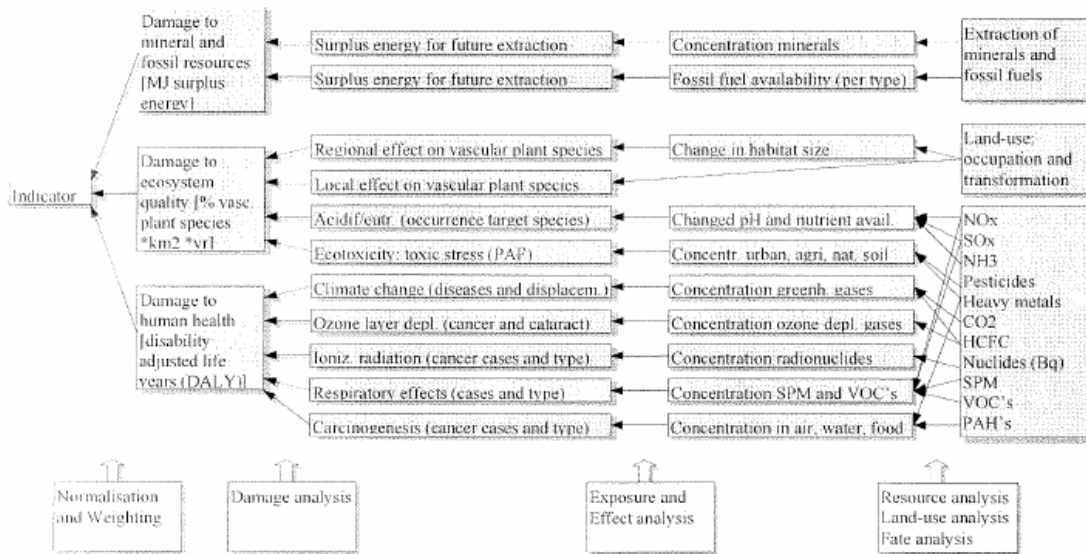 Damage to
mineral and
fossil resources
[MJ surplus
energy]
Surplus energy for future extraction
Concentration minerals
Extraction of
minerals and
fossil fuels
Surplus energy for future extraction
Fossil fuel availability (per type)
Indicator
Damage to
ecosystem
quality [% vasc.
plant species
*km2 *yr]
Regional effect on vascular plant species
Change in habitat size
Land-use:
occupation and
transformation
Local effect on vascular plant species
Acidif/eutr. (occurrence target species)
Changed pH and nutrient avail.
Ecotoxicity: toxic stress (PAF)
Concentr. urban, agri, nat, soil
Damage to
human health
[disability
adjusted life
years (DALY)]
Climate change (diseases and displacem.)
Concentration greenh. gases
Ozone layer depl. (cancer and cataract)
Concentration ozone depl. gases
Ioniz. radiation (cancer cases and type)
Concentration radionuclides
Respiratory effects (cases and type)
Concentration SPM and VOC's
Carcinogenesis (cancer cases and type)
Concentration in air, water, food
NOx
SOx
NH3
Pesticides
Heavy metals
CO2
HCFC
Nuclides (Bq)
SPM
VOC's
PAH's
Normalisation
and Weighting
Damage analysis
Exposure and
Effect analysis
Resource analysis
Land-use analysis
Fate analysis